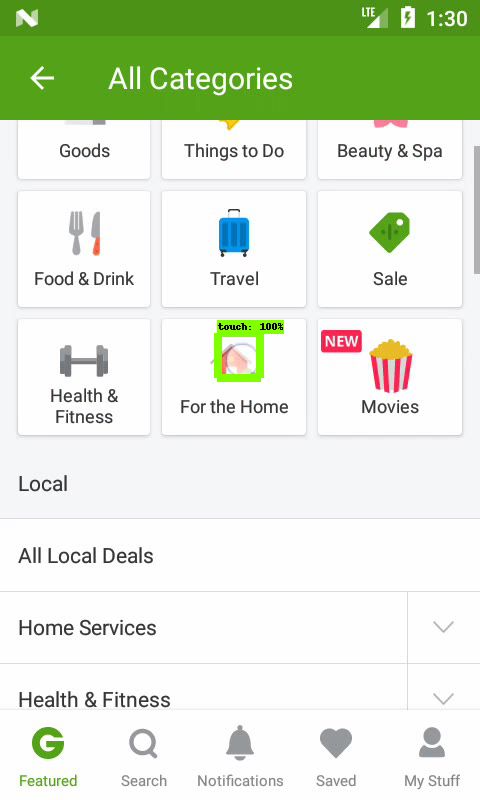 LTE 1:30
All Categories
Goods
Things to Do
Beauty & Spa
Food & Drink
Travel
Sale
touch: 100%
NEW
Health &
Fitness
For the Home
Movies
Local
All Local Deals
Home Services
Health & Fitness
Featured
Search
Notifications
Saved
My Stuff